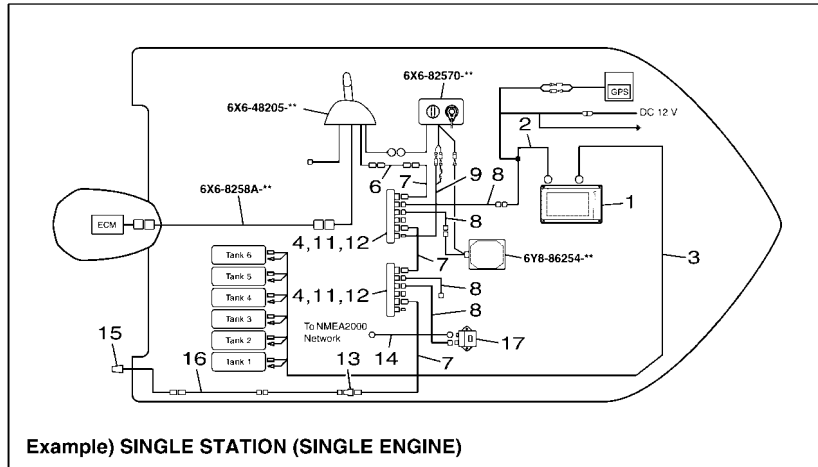 6X6-82570-**
6X6-48205-**
GPS
DC 12 V
2
6
7
9
8
1
6X6-8258A-**
ECM
8
4,11,12
6Y8-86254-**
3
Tank 6
Tank 5
Tank 4
Tank 3
Tank 2
Tank 1
7
4,11,12
8
8
To NMEA2000
Network
14
17
7
15
16
13
Example) SINGLE STATION (SINGLE ENGINE)